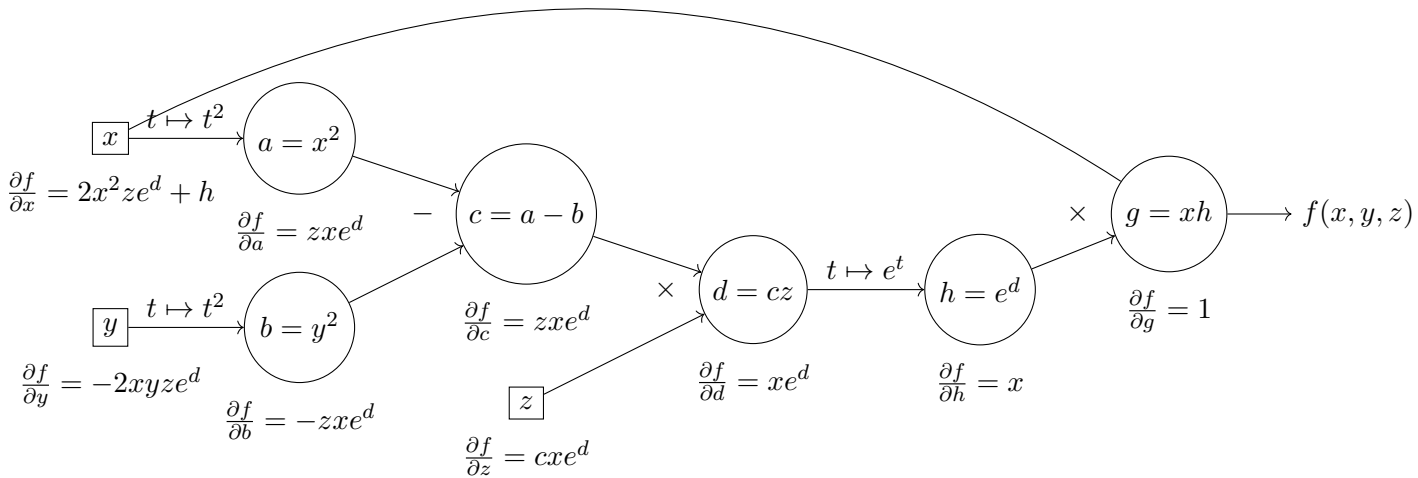 x
t ↦ t²
a = x²
∂f/∂x = 2x²ze^d + h
∂f/∂a = zxe^d
−
c = a − b
∂f/∂c = zxe^d
y
t ↦ t²
b = y²
∂f/∂y = −2xyze^d
∂f/∂b = −zxe^d
z
∂f/∂z = cxe^d
×
d = cz
∂f/∂d = xe^d
t ↦ e^t
h = e^d
∂f/∂h = x
×
g = xh
∂f/∂g = 1
f(x, y, z)